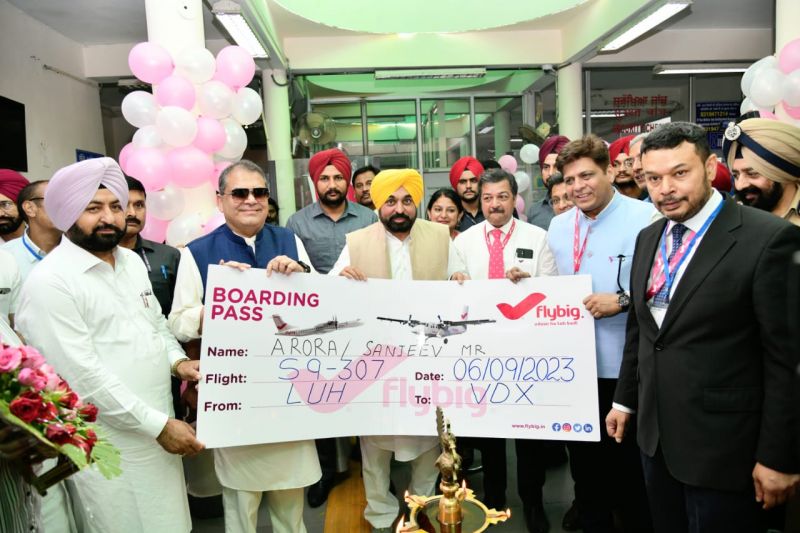 BOARDING
PASS
flybig.
Name: ARORA/ SANJEEV MR
Flight: S9-307 Date: 06/09/2023
From: LUH To: VDX
flybig.
www.flybig.in